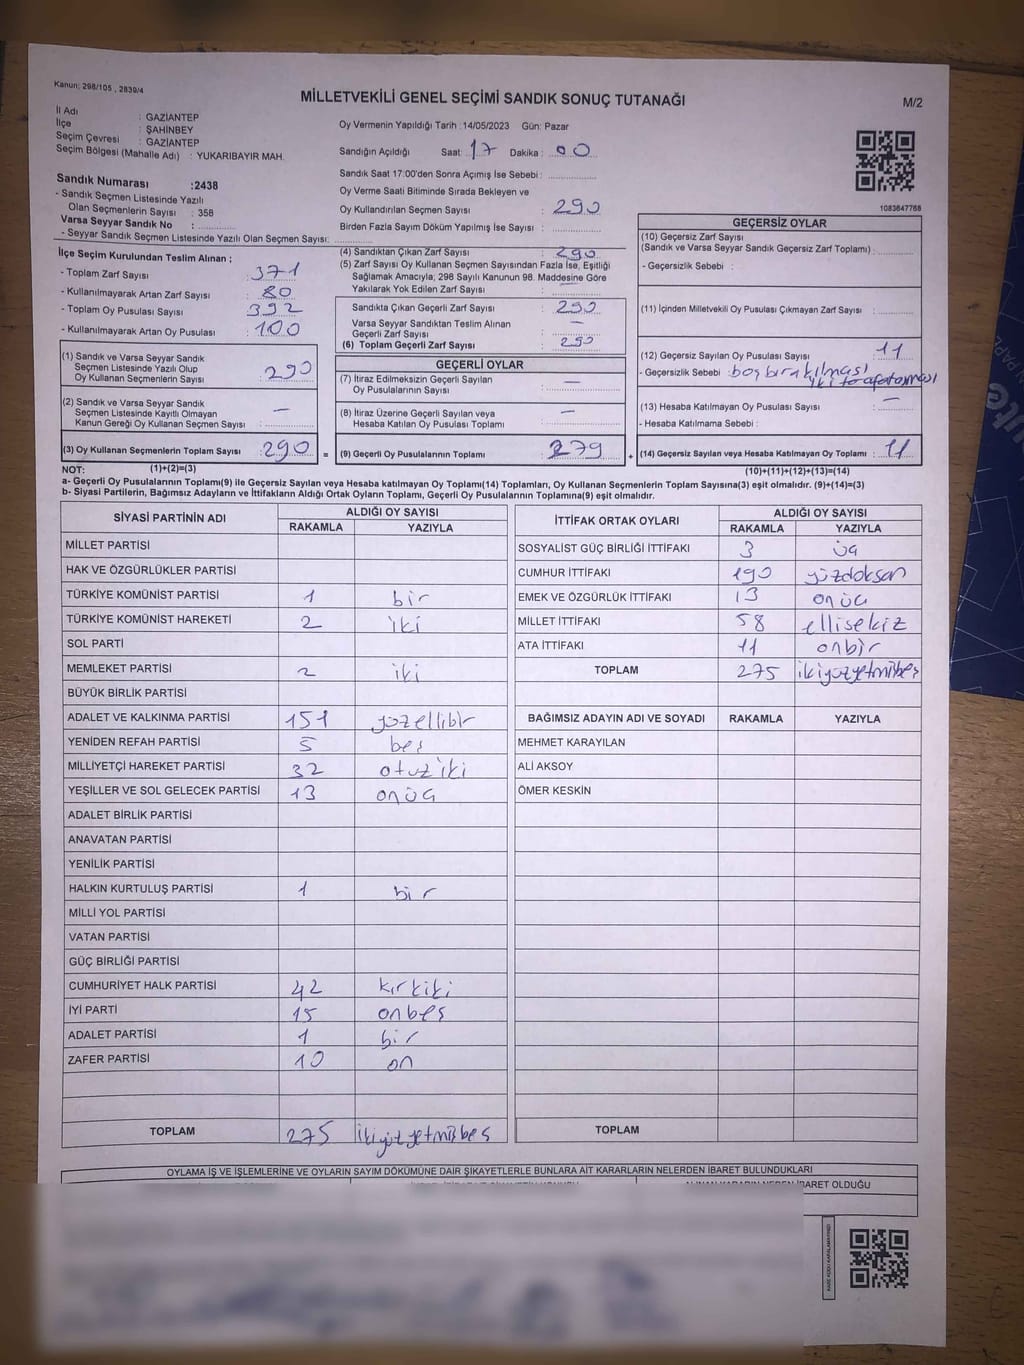 Kanun: 298/105 , 2839/4
MİLLETVEKİLİ GENEL SEÇİMİ SANDIK SONUÇ TUTANAĞI
M/2
İl Adı : GAZİANTEP
İlçe : ŞAHİNBEY
Seçim Çevresi : GAZİANTEP
Seçim Bölgesi (Mahalle Adı) : YUKARIBAYIR MAH.
Sandık Numarası :2438
- Sandık Seçmen Listesinde Yazılı
Olan Seçmenlerin Sayısı : 358
Varsa Seyyar Sandık No :
- Seyyar Sandık Seçmen Listesinde Yazılı Olan Seçmen Sayısı:
Oy Vermenin Yapıldığı Tarih :14/05/2023 Gün: Pazar
Sandığın Açıldığı Saat: 17 Dakika : 00
Sandık Saat 17:00'den Sonra Açımış İse Sebebi :
Oy Verme Saati Bitiminde Sırada Bekleyen ve
Oy Kullandırılan Seçmen Sayısı : 290
Birden Fazla Sayım Döküm Yapılmış İse Sayısı :
1083647768
İlçe Seçim Kurulundan Teslim Alınan ;
- Toplam Zarf Sayısı : 371
- Kullanılmayarak Artan Zarf Sayısı : 80
- Toplam Oy Pusulası Sayısı : 392
- Kullanılmayarak Artan Oy Pusulası : 100
(1) Sandık ve Varsa Seyyar Sandık
Seçmen Listesinde Yazılı Olup
Oy Kullanan Seçmenlerin Sayısı : 290
(2) Sandık ve Varsa Seyyar Sandık
Seçmen Listesinde Kayıtlı Olmayan
Kanun Gereği Oy Kullanan Seçmen Sayısı : —
(3) Oy Kullanan Seçmenlerin Toplam Sayısı : 290 =
(4) Sandıktan Çıkan Zarf Sayısı : 290
(5) Zarf Sayısı Oy Kullanan Seçmen Sayısından Fazla İse, Eşitliği
Sağlamak Amacıyla; 298 Sayılı Kanunun 98. Maddesine Göre
Yakılarak Yok Edilen Zarf Sayısı :
Sandıkta Çıkan Geçerli Zarf Sayısı : 290
Varsa Seyyar Sandıktan Teslim Alınan
Geçerli Zarf Sayısı : —
(6) Toplam Geçerli Zarf Sayısı : 290
GEÇERLİ OYLAR
(7) İtiraz Edilmeksizin Geçerli Sayılan
Oy Pusulasının Sayısı : —
(8) İtiraz Üzerine Geçerli Sayılan veya
Hesaba Katılan Oy Pusulası Toplamı : —
(9) Geçerli Oy Pusulalarının Toplamı : 279 +
GEÇERSİZ OYLAR
(10) Geçersiz Zarf Sayısı
(Sandık ve Varsa Seyyar Sandık Geçersiz Zarf Toplamı) :
- Geçersizlik Sebebi :
(11) İçinden Milletvekili Oy Pusulası Çıkmayan Zarf Sayısı :
(12) Geçersiz Sayılan Oy Pusulası Sayısı : 11
- Geçersizlik Sebebi : boş bırakılması
iki tarafa
(13) Hesaba Katılmayan Oy Pusulası Sayısı : —
- Hesaba Katılmama Sebebi :
(14) Geçersiz Sayılan veya Hesaba Katılmayan Oy Toplamı : 11
NOT: (1)+(2)=(3) (10)+(11)+(12)+(13)=(14)
a- Geçerli Oy Pusulalarının Toplamı(9) ile Geçersiz Sayılan veya Hesaba katılmayan Oy Toplamı(14) Toplamları, Oy Kullanan Seçmenlerin Toplam Sayısına(3) eşit olmalıdır. (9)+(14)=(3)
b- Siyasi Partilerin, Bağımsız Adayların ve İttifakların Aldığı Ortak Oyların Toplamı, Geçerli Oy Pusulalarının Toplamına(9) eşit olmalıdır.
SİYASİ PARTİNİN ADI ALDIĞI OY SAYISI
RAKAMLA YAZIYLA
MİLLET PARTİSİ
HAK VE ÖZGÜRLÜKLER PARTİSİ
TÜRKİYE KOMÜNİST PARTİSİ 1 bir
TÜRKİYE KOMÜNİST HAREKETİ 2 iki
SOL PARTİ
MEMLEKET PARTİSİ 2 iki
BÜYÜK BİRLİK PARTİSİ
ADALET VE KALKINMA PARTİSİ 151 yüzellibir
YENİDEN REFAH PARTİSİ 5 beş
MİLLİYETÇİ HAREKET PARTİSİ 32 otuziki
YEŞİLLER VE SOL GELECEK PARTİSİ 13 onüç
ADALET BİRLİK PARTİSİ
ANAVATAN PARTİSİ
YENİLİK PARTİSİ
HALKIN KURTULUŞ PARTİSİ 1 bir
MİLLİ YOL PARTİSİ
VATAN PARTİSİ
GÜÇ BİRLİĞİ PARTİSİ
CUMHURİYET HALK PARTİSİ 42 kırkiki
İYİ PARTİ 15 onbeş
ADALET PARTİSİ 1 bir
ZAFER PARTİSİ 10 on
TOPLAM 275 ikiyüzyetmişbeş
İTTİFAK ORTAK OYLARI ALDIĞI OY SAYISI
RAKAMLA YAZIYLA
SOSYALİST GÜÇ BİRLİĞİ İTTİFAKI 3 üç
CUMHUR İTTİFAKI 190 yüzdoksan
EMEK VE ÖZGÜRLÜK İTTİFAKI 13 onüç
MİLLET İTTİFAKI 58 ellisekiz
ATA İTTİFAKI 11 onbir
TOPLAM 275 ikiyüzyetmişbeş
BAĞIMSIZ ADAYIN ADI VE SOYADI RAKAMLA YAZIYLA
MEHMET KARAYILAN
ALİ AKSOY
ÖMER KESKİN
TOPLAM
OYLAMA İŞ VE İŞLEMLERİNE VE OYLARIN SAYIM DÖKÜMÜNE DAİR ŞİKAYETLERLE BUNLARA AİT KARARLARIN NELERDEN İBARET BULUNDUKLARI
İBARET OLDUĞU